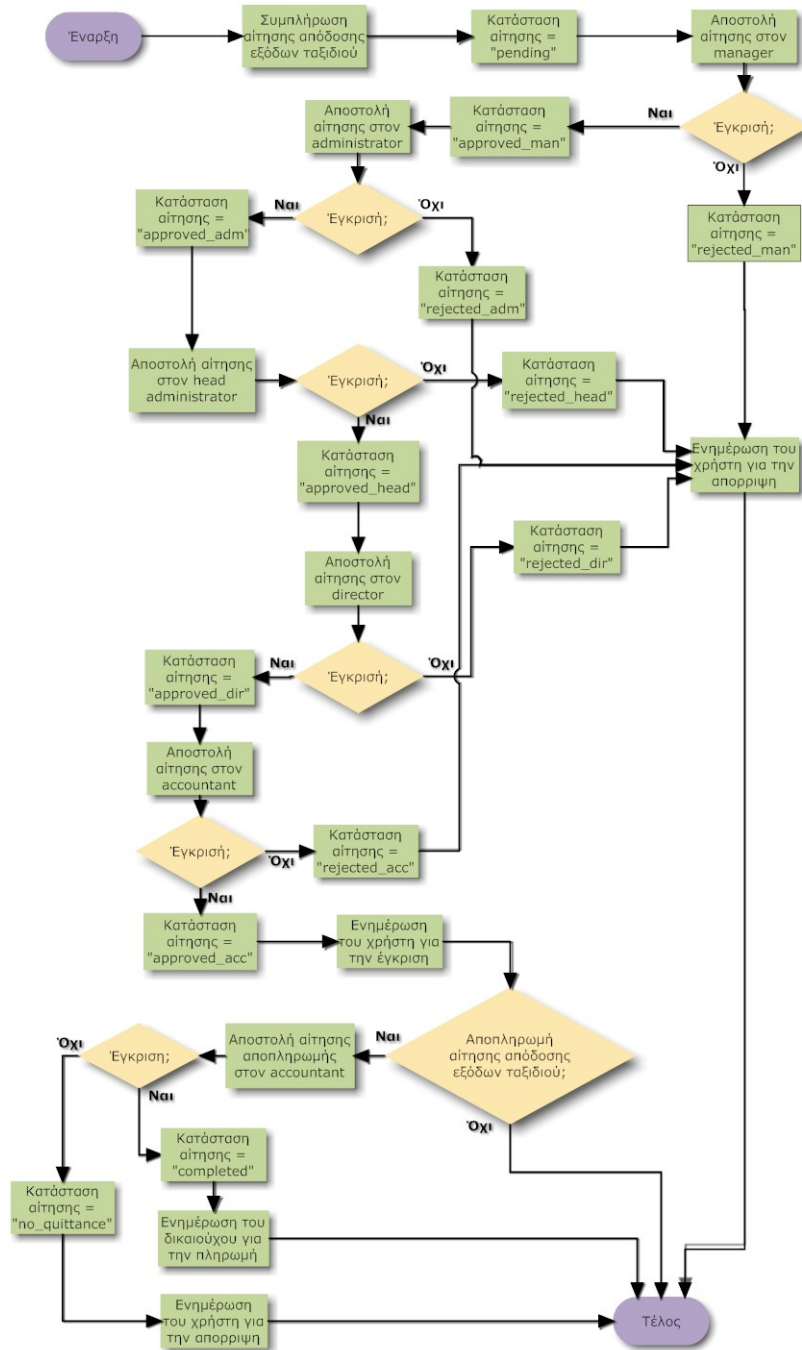 Έναρξη
Συμπλήρωση
αίτησης απόδοσης
εξόδων ταξιδιού
Κατάσταση
αίτησης =
"pending"
Αποστολή
αίτησης στον
manager
Έγκρισή;
Ναι
Όχι
Κατάσταση
αίτησης =
"approved_man"
Αποστολή
αίτησης στον
administrator
Κατάσταση
αίτησης =
"rejected_man"
Έγκρισή;
Ναι
Όχι
Κατάσταση
αίτησης =
"approved_adm"
Κατάσταση
αίτησης =
"rejected_adm"
Αποστολή αίτησης
στον head
administrator
Έγκρισή;
Όχι
Ναι
Κατάσταση
αίτησης =
"rejected_head"
Κατάσταση
αίτησης =
"approved_head"
Ενημέρωση του
χρήστη για την
απορριψη
Αποστολή
αίτησης στον
director
Κατάσταση
αίτησης =
"rejected_dir"
Έγκρισή;
Ναι
Όχι
Κατάσταση
αίτησης =
"approved_dir"
Αποστολή
αίτησης στον
accountant
Έγκρισή;
Όχι
Ναι
Κατάσταση
αίτησης =
"rejected_acc"
Κατάσταση
αίτησης =
"approved_acc"
Ενημέρωση
του χρήστη για
την έγκριση
Αποπληρωμή
αίτησης απόδοσης
εξόδων ταξιδιού;
Ναι
Όχι
Αποστολή αίτησης
αποπληρωμής
στον accountant
Έγκριση;
Όχι
Ναι
Κατάσταση
αίτησης =
"completed"
Κατάσταση
αίτησης =
"no_quittance"
Ενημέρωση του
δικαιούχου για
την πληρωμή
Ενημέρωση
του χρήστη για
την απορριψη
Τέλος